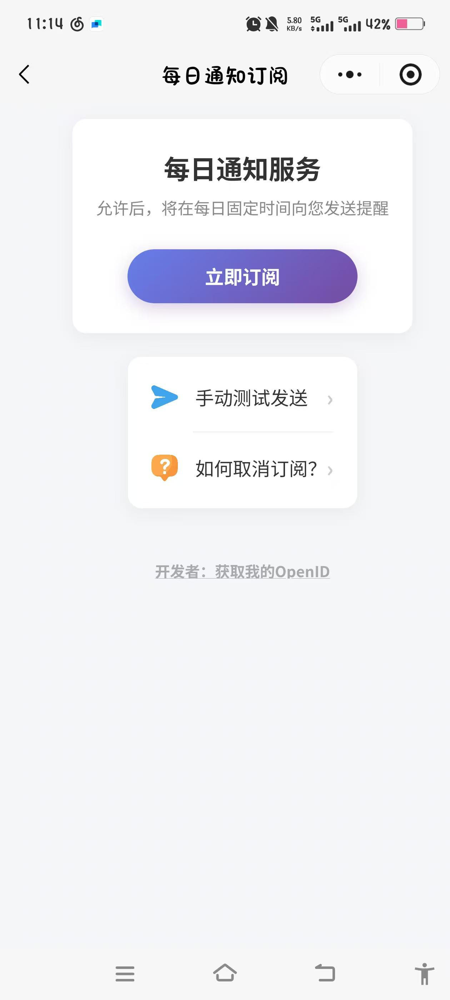 11:14
5.80 KB/s 5G 5G 42%
每日通知订阅
每日通知服务
允许后，将在每日固定时间向您发送提醒
立即订阅
手动测试发送
如何取消订阅？
开发者：获取我的OpenID